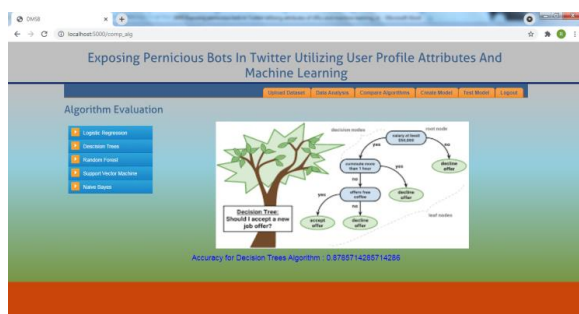 DMSB
localhost:5000/comp_alg
Exposing Pernicious Bots In Twitter Utilizing User Profile Attributes And
Machine Learning
Upload Dataset Data Analysis Compare Algorithms Create Model Test Model Logout
Algorithm Evaluation
Logistic Regression
Descision Trees
Random Forest
Support Vector Machine
Naive Bayes
decision nodes
root node
salary at least
$50,000
yes
no
commute more
than 1 hour
decline
offer
yes
no
offers free
coffee
decline
offer
yes
no
leaf nodes
accept
offer
decline
offer
Decision Tree:
Should I accept a new
job offer?
Accuracy for Decision Trees Algorithm : 0.8785714285714286